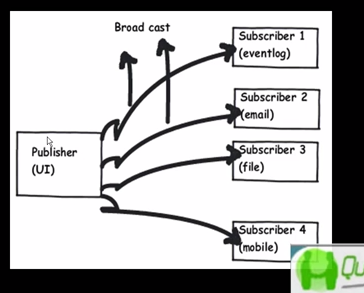 Broad cast
Subscriber 1
(eventlog)
Subscriber 2
(email)
Publisher
(UI)
Subscriber 3
(file)
Subscriber 4
(mobile)